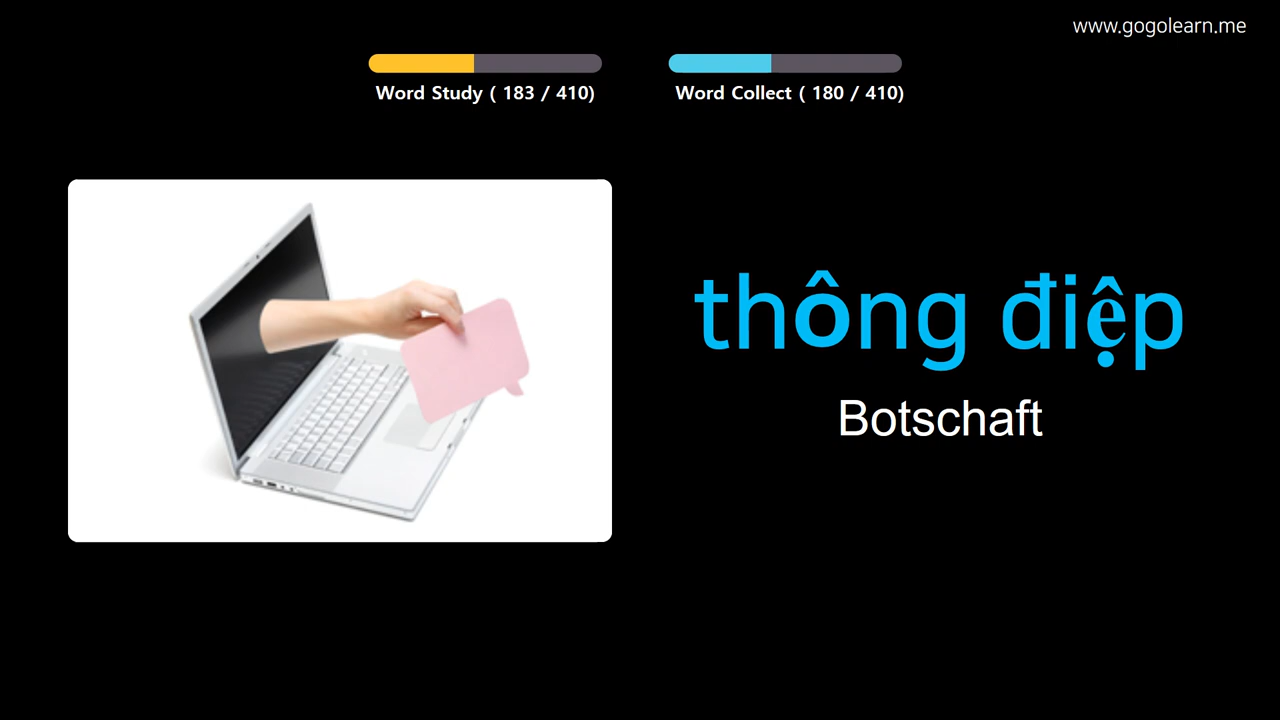 www.gogolearn.me
Word Study ( 183 / 410)
Word Collect ( 180 / 410)
thông điệp
Botschaft